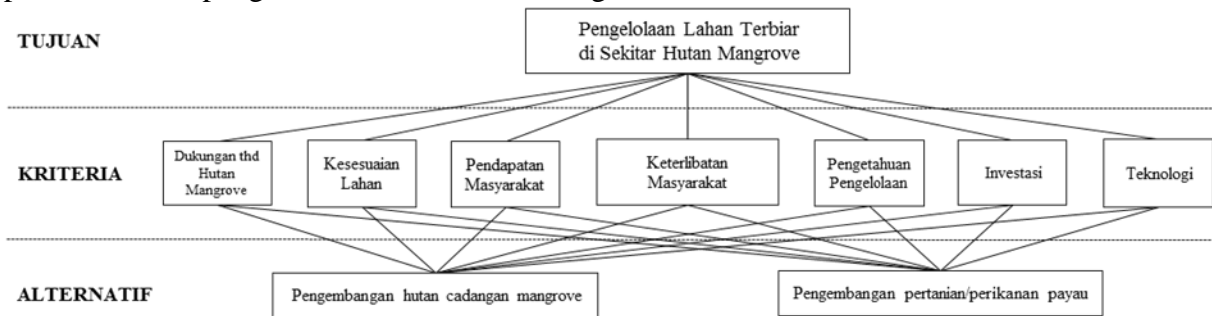 TUJUAN
Pengelolaan Lahan Terbiar
di Sekitar Hutan Mangrove
KRITERIA
Dukungan thd
Hutan
Mangrove
Kesesuaian
Lahan
Pendapatan
Masyarakat
Keterlibatan
Masyarakat
Pengetahuan
Pengelolaan
Investasi
Teknologi
ALTERNATIF
Pengembangan hutan cadangan mangrove
Pengembangan pertanian/perikanan payau